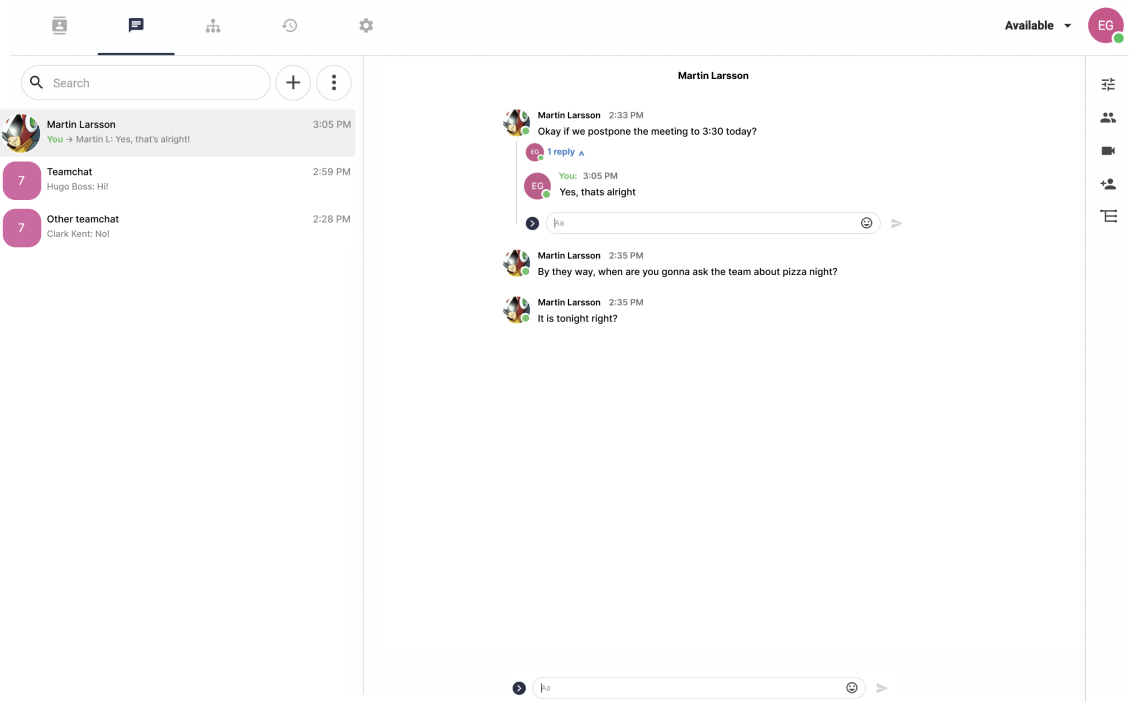 Available
EG
Search
Martin Larsson
Martin Larsson 3:05 PM
You → Martin L: Yes, that's alright!
7
Teamchat 2:59 PM
Hugo Boss: Hi!
7
Other teamchat 2:28 PM
Clark Kent: No!
Martin Larsson 2:33 PM
Okay if we postpone the meeting to 3:30 today?
EG 1 reply
EG
You: 3:05 PM
Yes, thats alright
Aa
Martin Larsson 2:35 PM
By they way, when are you gonna ask the team about pizza night?
Martin Larsson 2:35 PM
It is tonight right?
Aa